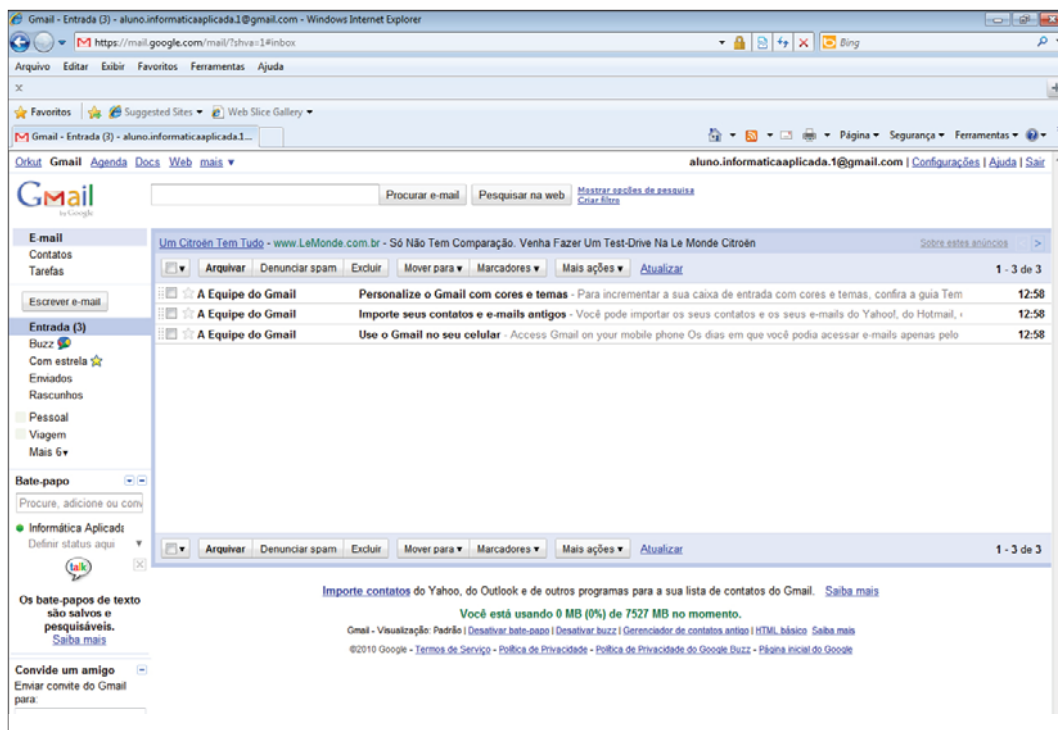 Gmail - Entrada (3) - aluno.informaticaaplicada.1@gmail.com - Windows Internet Explorer
https://mail.google.com/mail/?shva=1#inbox Bing
Arquivo Editar Exibir Favoritos Ferramentas Ajuda
x
Favoritos Suggested Sites Web Slice Gallery
Gmail - Entrada (3) - aluno.informaticaaplicada.1... Página Segurança Ferramentas
Orkut Gmail Agenda Docs Web mais aluno.informaticaaplicada.1@gmail.com | Configurações | Ajuda | Sair
Gmail by Google Procurar e-mail Pesquisar na web Mostrar opções de pesquisa
Criar filtro
E-mail
Contatos
Tarefas
Escrever e-mail
Entrada (3)
Buzz
Com estrela
Enviados
Rascunhos
Pessoal
Viagem
Mais 6
Bate-papo
Procure, adicione ou conv
Informática Aplicada
Definir status aqui
talk
Os bate-papos de texto
são salvos e
pesquisáveis.
Saiba mais
Convide um amigo
Enviar convite do Gmail
para:
Um Citroën Tem Tudo - www.LeMonde.com.br - Só Não Tem Comparação. Venha Fazer Um Test-Drive Na Le Monde Citroën Sobre estes anúncios < >
Arquivar Denunciar spam Excluir Mover para Marcadores Mais ações Atualizar 1 - 3 de 3
A Equipe do Gmail Personalize o Gmail com cores e temas - Para incrementar a sua caixa de entrada com cores e temas, confira a guia Tem 12:58
A Equipe do Gmail Importe seus contatos e e-mails antigos - Você pode importar os seus contatos e os seus e-mails do Yahoo!, do Hotmail, 12:58
A Equipe do Gmail Use o Gmail no seu celular - Access Gmail on your mobile phone Os dias em que você podia acessar e-mails apenas pelo 12:58
Arquivar Denunciar spam Excluir Mover para Marcadores Mais ações Atualizar 1 - 3 de 3
Importe contatos do Yahoo, do Outlook e de outros programas para a sua lista de contatos do Gmail. Saiba mais
Você está usando 0 MB (0%) de 7527 MB no momento.
Gmail - Visualização: Padrão | Desativar bate-papo | Desativar buzz | Gerenciador de contatos antigo | HTML básico Saiba mais
©2010 Google - Termos de Serviço - Política de Privacidade - Política de Privacidade do Google Buzz - Página inicial do Google